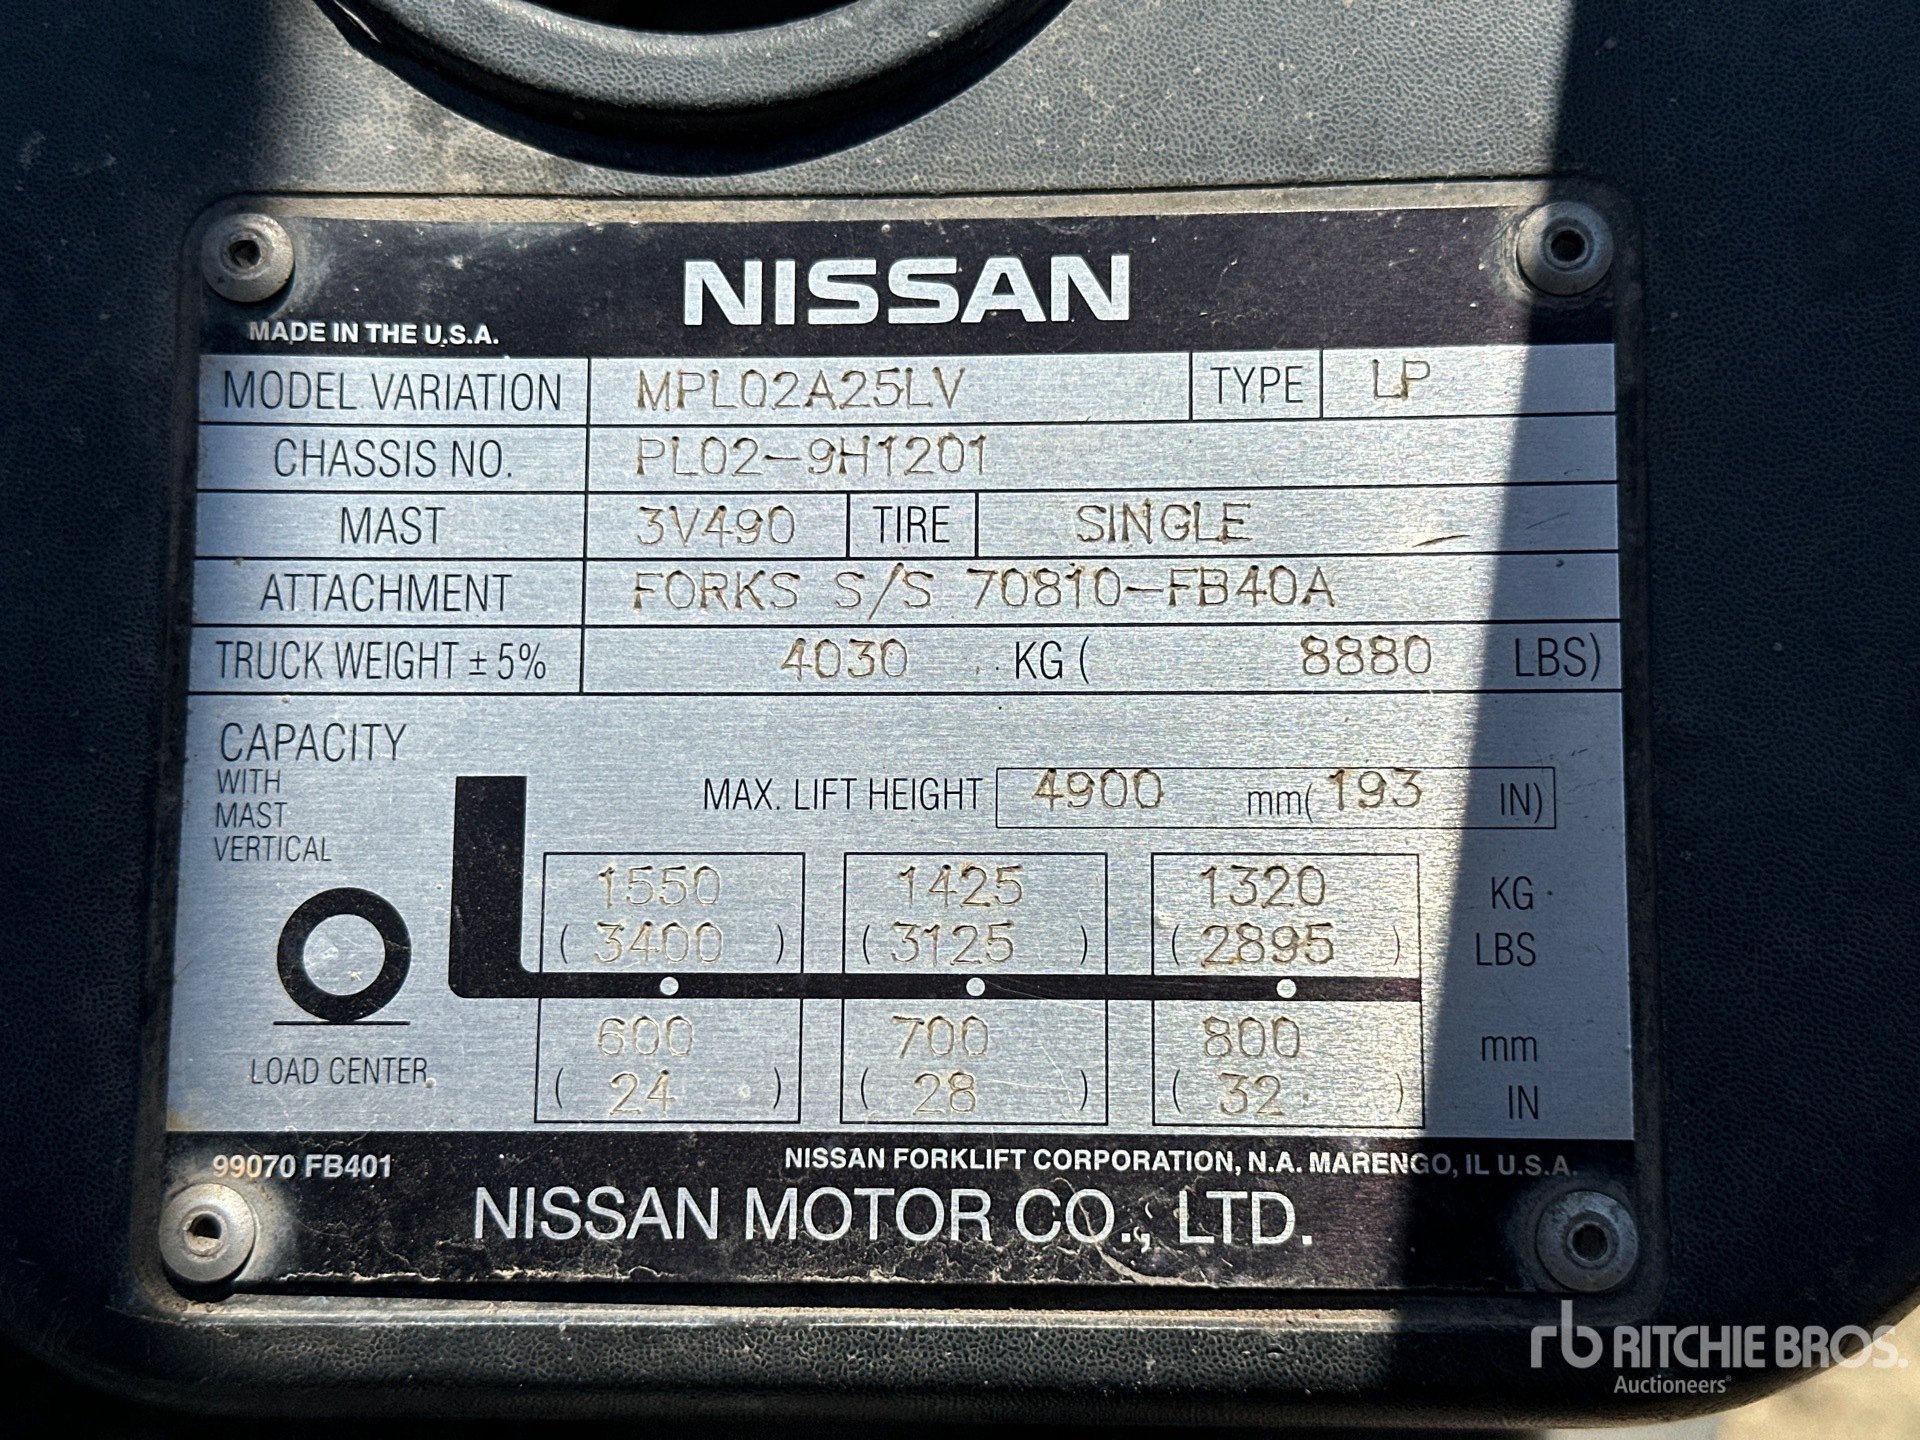 NISSAN
MADE IN THE U.S.A.
MODEL VARIATION MPL02A25LV TYPE LP
CHASSIS NO. PL02-9H1201
MAST 3V490 TIRE SINGLE
ATTACHMENT FORKS S/S 70810-FB40A
TRUCK WEIGHT ± 5% 4030 KG ( 8880 LBS)
CAPACITY
WITH
MAST
VERTICAL
MAX. LIFT HEIGHT 4900 mm( 193 IN)
1550 1425 1320 KG
( 3400 ) ( 3125 ) ( 2895 ) LBS
600 700 800 mm
LOAD CENTER ( 24 ) ( 28 ) ( 32 ) IN
99070 FB401
NISSAN FORKLIFT CORPORATION, N.A. MARENGO, IL U.S.A.
NISSAN MOTOR CO., LTD.
rb RITCHIE BROS.
Auctioneers